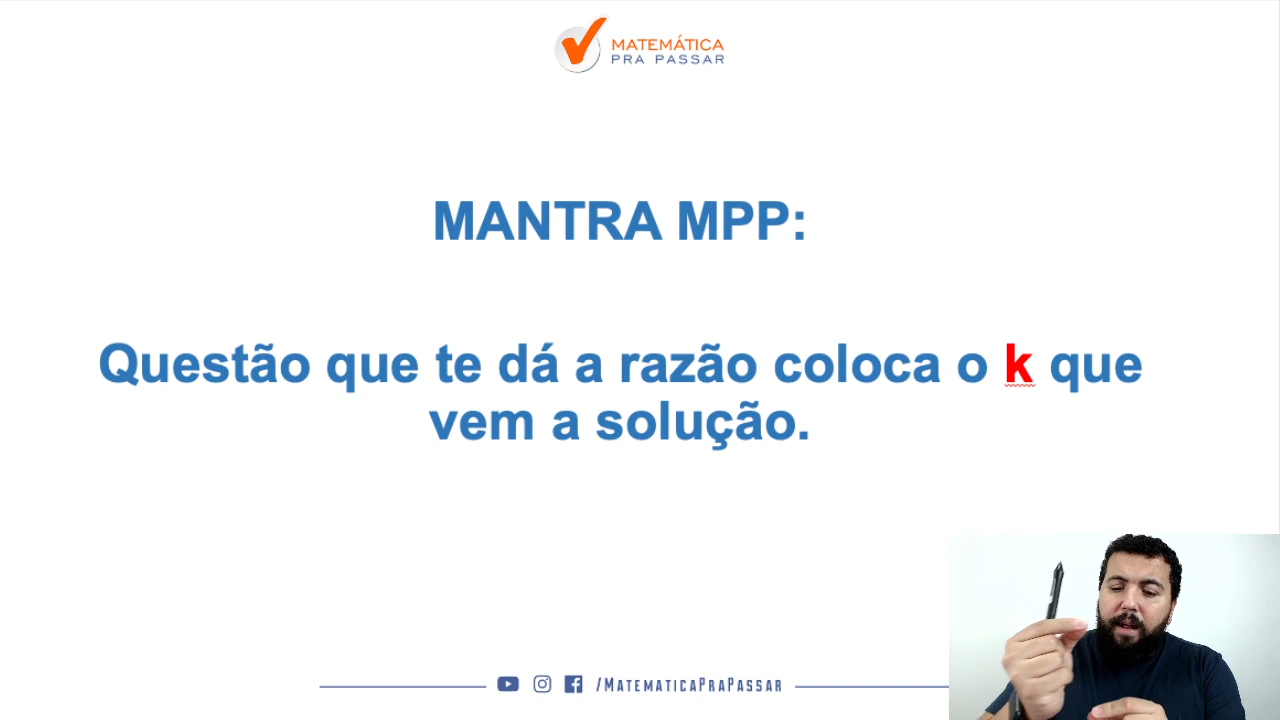 MATEMÁTICA
PRA PASSAR
MANTRA MPP:
Questão que te dá a razão coloca o k que
vem a solução.
/MATEMATICAPRAPASSAR